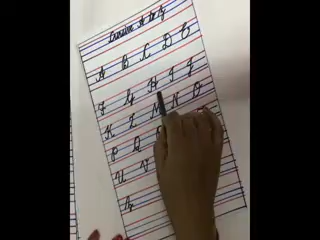 Cursive A to Z
A B C D E
F G H I J
K L M N O
P Q
U V
Z